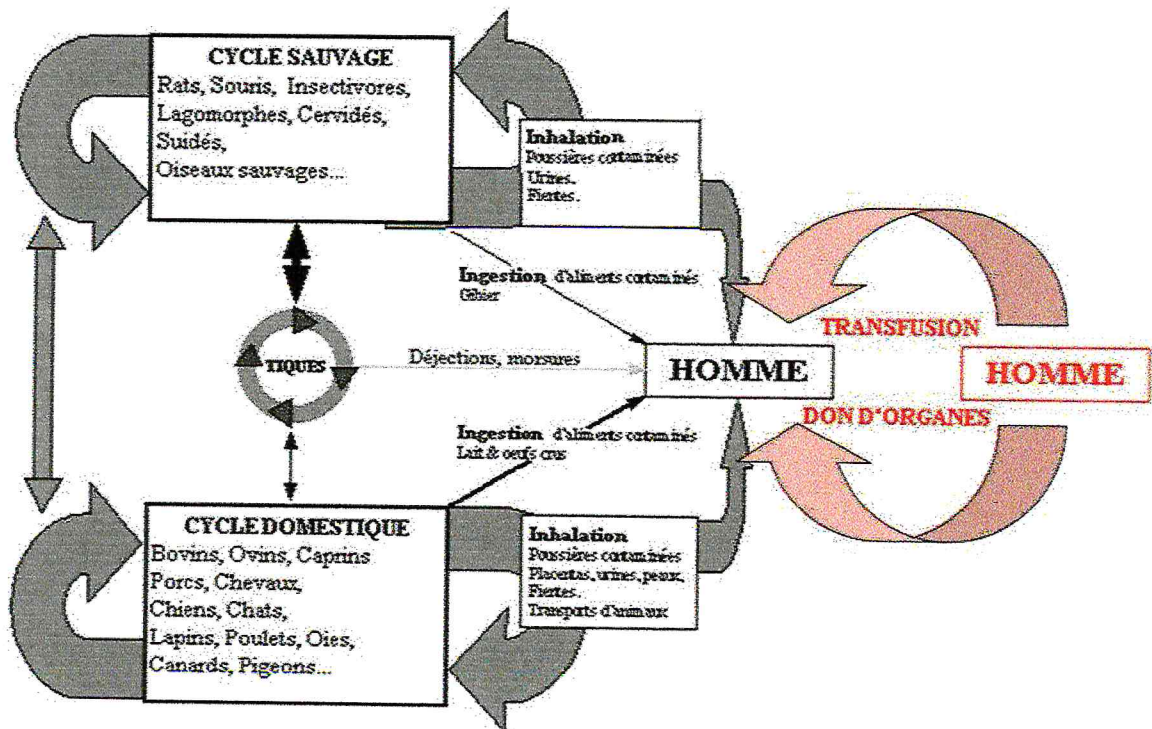 CYCLE SAUVAGE
Rats, Souris, Insectivores,
Lagomorphes, Cervidés,
Suidés,
Oiseaux sauvages...
Inhalation
Poussières contaminées
Urines.
Fientes.
Ingestion d'aliments contaminés
Gibier
TRANSFUSION
TIQUES
Déjections, morsures
HOMME
HOMME
DON D'ORGANES
Ingestion d'aliments contaminés
Lait & oeufs crus
CYCLE DOMESTIQUE
Bovins, Ovins, Caprins
Porcs, Chevaux,
Chiens, Chats,
Lapins, Poulets, Oies,
Canards, Pigeons...
Inhalation
Poussières contaminées
Placentas, urines, peaux,
Fientes.
Transports d'animaux